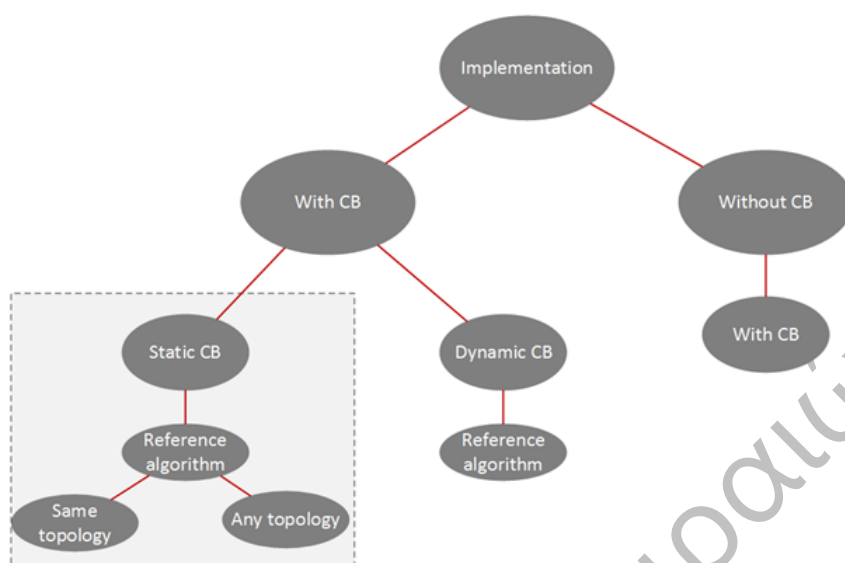 Implementation
With CB
Without CB
With CB
Static CB
Dynamic CB
Reference
algorithm
Reference
algorithm
Same
topology
Any topology